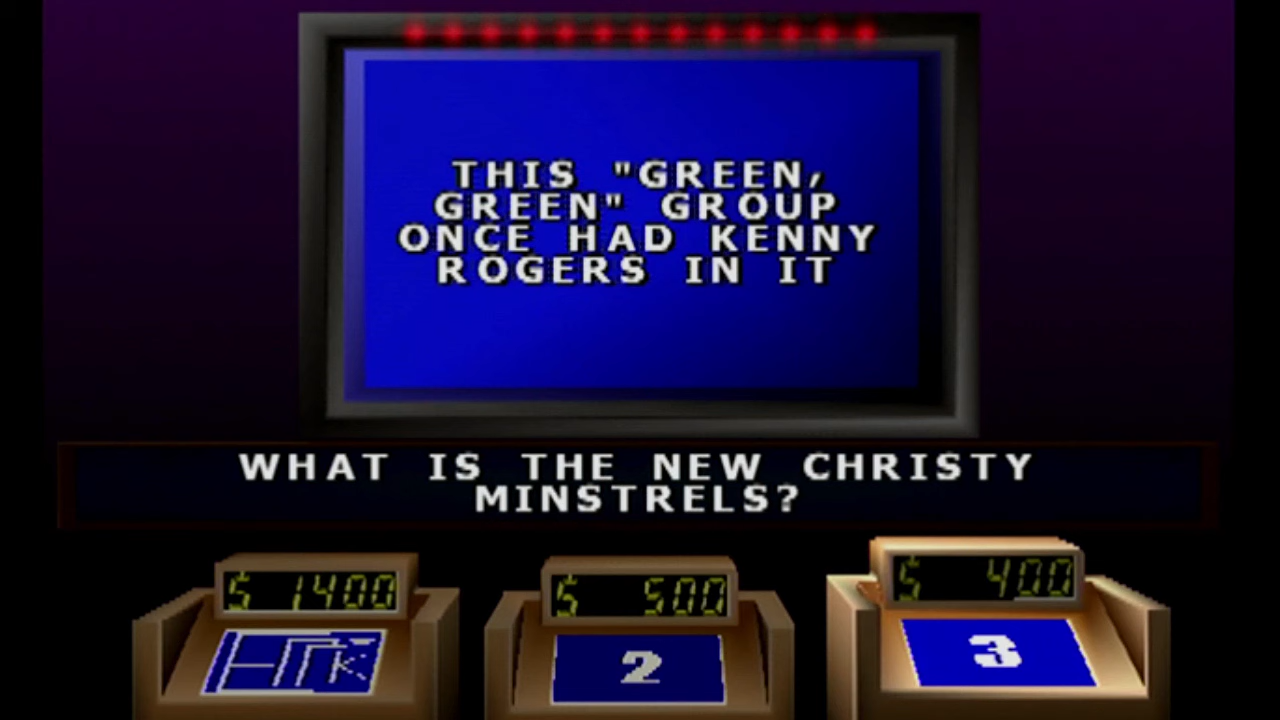 THIS "GREEN,
GREEN" GROUP
ONCE HAD KENNY
ROGERS IN IT
WHAT IS THE NEW CHRISTY
MINSTRELS?
$ 1400
$ 500
$ 400
2
3